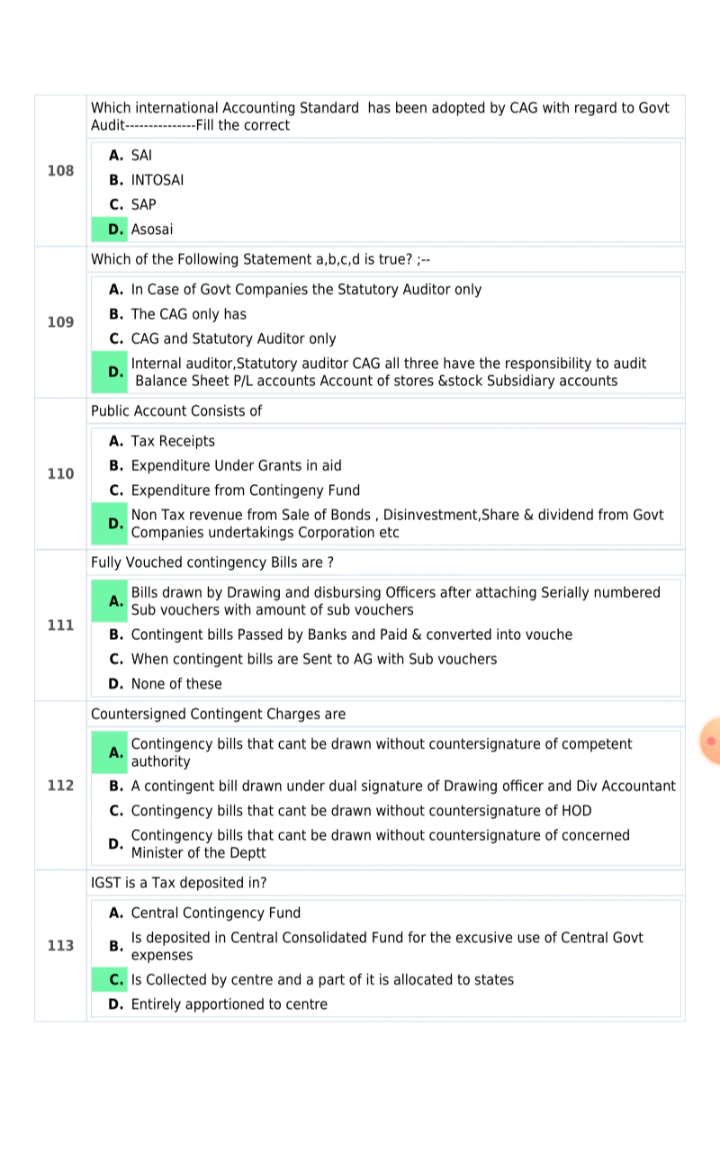 108
Which international Accounting Standard has been adopted by CAG with regard to Govt
Audit---------------Fill the correct
A. SAI
B. INTOSAI
C. SAP
D. Asosai
109
Which of the Following Statement a,b,c,d is true? ;--
A. In Case of Govt Companies the Statutory Auditor only
B. The CAG only has
C. CAG and Statutory Auditor only
D. Internal auditor,Statutory auditor CAG all three have the responsibility to audit
Balance Sheet P/L accounts Account of stores &stock Subsidiary accounts
110
Public Account Consists of
A. Tax Receipts
B. Expenditure Under Grants in aid
C. Expenditure from Contingeny Fund
D. Non Tax revenue from Sale of Bonds , Disinvestment,Share & dividend from Govt
Companies undertakings Corporation etc
111
Fully Vouched contingency Bills are ?
A. Bills drawn by Drawing and disbursing Officers after attaching Serially numbered
Sub vouchers with amount of sub vouchers
B. Contingent bills Passed by Banks and Paid & converted into vouche
C. When contingent bills are Sent to AG with Sub vouchers
D. None of these
112
Countersigned Contingent Charges are
A. Contingency bills that cant be drawn without countersignature of competent
authority
B. A contingent bill drawn under dual signature of Drawing officer and Div Accountant
C. Contingency bills that cant be drawn without countersignature of HOD
D. Contingency bills that cant be drawn without countersignature of concerned
Minister of the Deptt
113
IGST is a Tax deposited in?
A. Central Contingency Fund
B. Is deposited in Central Consolidated Fund for the excusive use of Central Govt
expenses
C. Is Collected by centre and a part of it is allocated to states
D. Entirely apportioned to centre